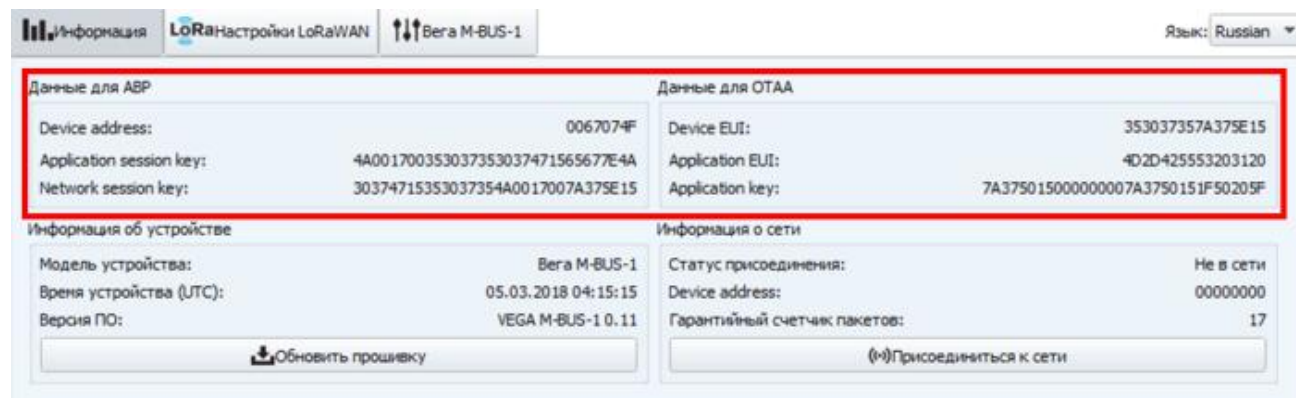 Информация LoRa Настройки LoRaWAN Вега M-BUS-1 Язык: Russian
Данные для ABP
Device address: 0067074F
Application session key: 4A0017003530373530374715656 77E4A
Network session key: 30374715353037354A0017007A375E15
Данные для OTAA
Device EUI: 353037357A375E15
Application EUI: 4D2D425553203120
Application key: 7A375015000000007A3750151F50205F
Информация об устройстве
Модель устройства: Вега M-BUS-1
Время устройства (UTC): 05.03.2018 04:15:15
Версия ПО: VEGA M-BUS-1 0.11
Обновить прошивку
Информация о сети
Статус присоединения: Не в сети
Device address: 00000000
Гарантийный счетчик пакетов: 17
Присоединиться к сети